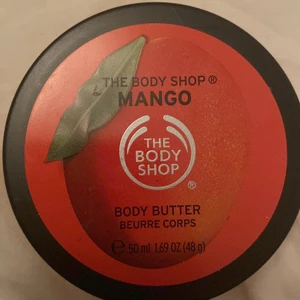 THE BODY SHOP®
MANGO
THE
BODY
SHOP®
BODY BUTTER
BEURRE CORPS
℮ 50 ml 1.69 OZ (48 g)